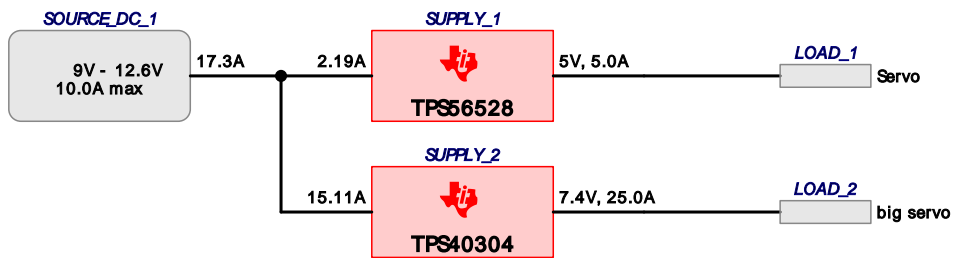 SOURCE_DC_1
9V - 12.6V
10.0A max
17.3A
2.19A
SUPPLY_1
TPS56528
5V, 5.0A
LOAD_1
Servo
15.11A
SUPPLY_2
TPS40304
7.4V, 25.0A
LOAD_2
big servo